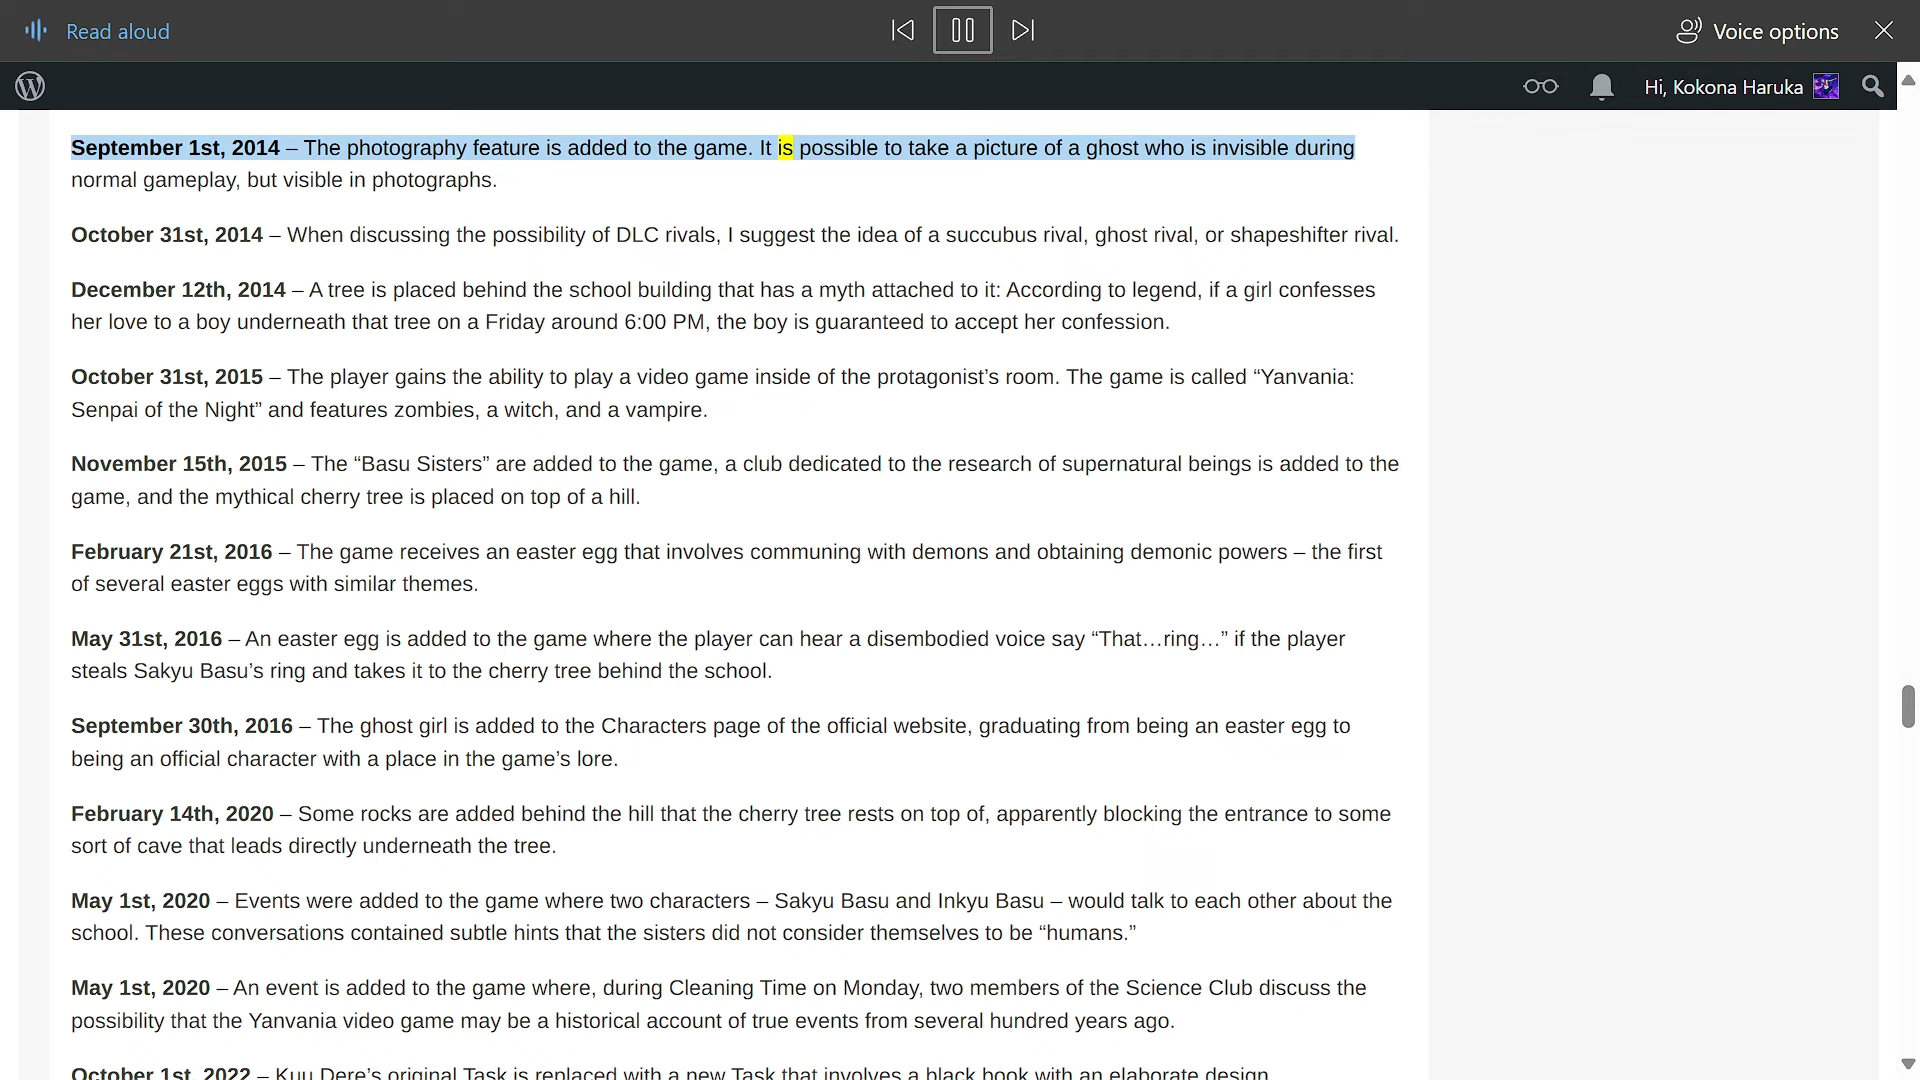 Read aloud
Voice options
Hi, Kokona Haruka
September 1st, 2014 – The photography feature is added to the game. It is possible to take a picture of a ghost who is invisible during
normal gameplay, but visible in photographs.
October 31st, 2014 – When discussing the possibility of DLC rivals, I suggest the idea of a succubus rival, ghost rival, or shapeshifter rival.
December 12th, 2014 – A tree is placed behind the school building that has a myth attached to it: According to legend, if a girl confesses
her love to a boy underneath that tree on a Friday around 6:00 PM, the boy is guaranteed to accept her confession.
October 31st, 2015 – The player gains the ability to play a video game inside of the protagonist’s room. The game is called “Yanvania:
Senpai of the Night” and features zombies, a witch, and a vampire.
November 15th, 2015 – The “Basu Sisters” are added to the game, a club dedicated to the research of supernatural beings is added to the
game, and the mythical cherry tree is placed on top of a hill.
February 21st, 2016 – The game receives an easter egg that involves communing with demons and obtaining demonic powers – the first
of several easter eggs with similar themes.
May 31st, 2016 – An easter egg is added to the game where the player can hear a disembodied voice say “That…ring…” if the player
steals Sakyu Basu’s ring and takes it to the cherry tree behind the school.
September 30th, 2016 – The ghost girl is added to the Characters page of the official website, graduating from being an easter egg to
being an official character with a place in the game’s lore.
February 14th, 2020 – Some rocks are added behind the hill that the cherry tree rests on top of, apparently blocking the entrance to some
sort of cave that leads directly underneath the tree.
May 1st, 2020 – Events were added to the game where two characters – Sakyu Basu and Inkyu Basu – would talk to each other about the
school. These conversations contained subtle hints that the sisters did not consider themselves to be “humans.”
May 1st, 2020 – An event is added to the game where, during Cleaning Time on Monday, two members of the Science Club discuss the
possibility that the Yanvania video game may be a historical account of true events from several hundred years ago.
October 1st, 2022 – Kuu Dere’s original Task is replaced with a new Task that involves a black book with an elaborate design